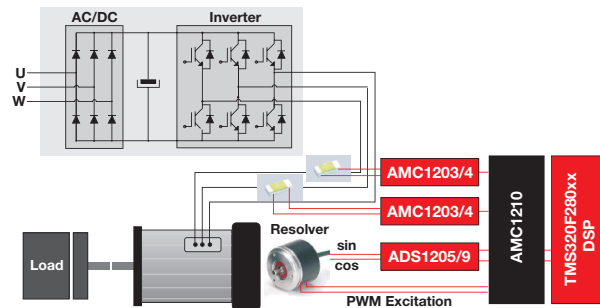 AC/DC
Inverter
U
V
W
AMC1203/4
AMC1203/4
AMC1210
TMS320F280xx
DSP
Resolver
sin
cos
ADS1205/9
Load
PWM Excitation